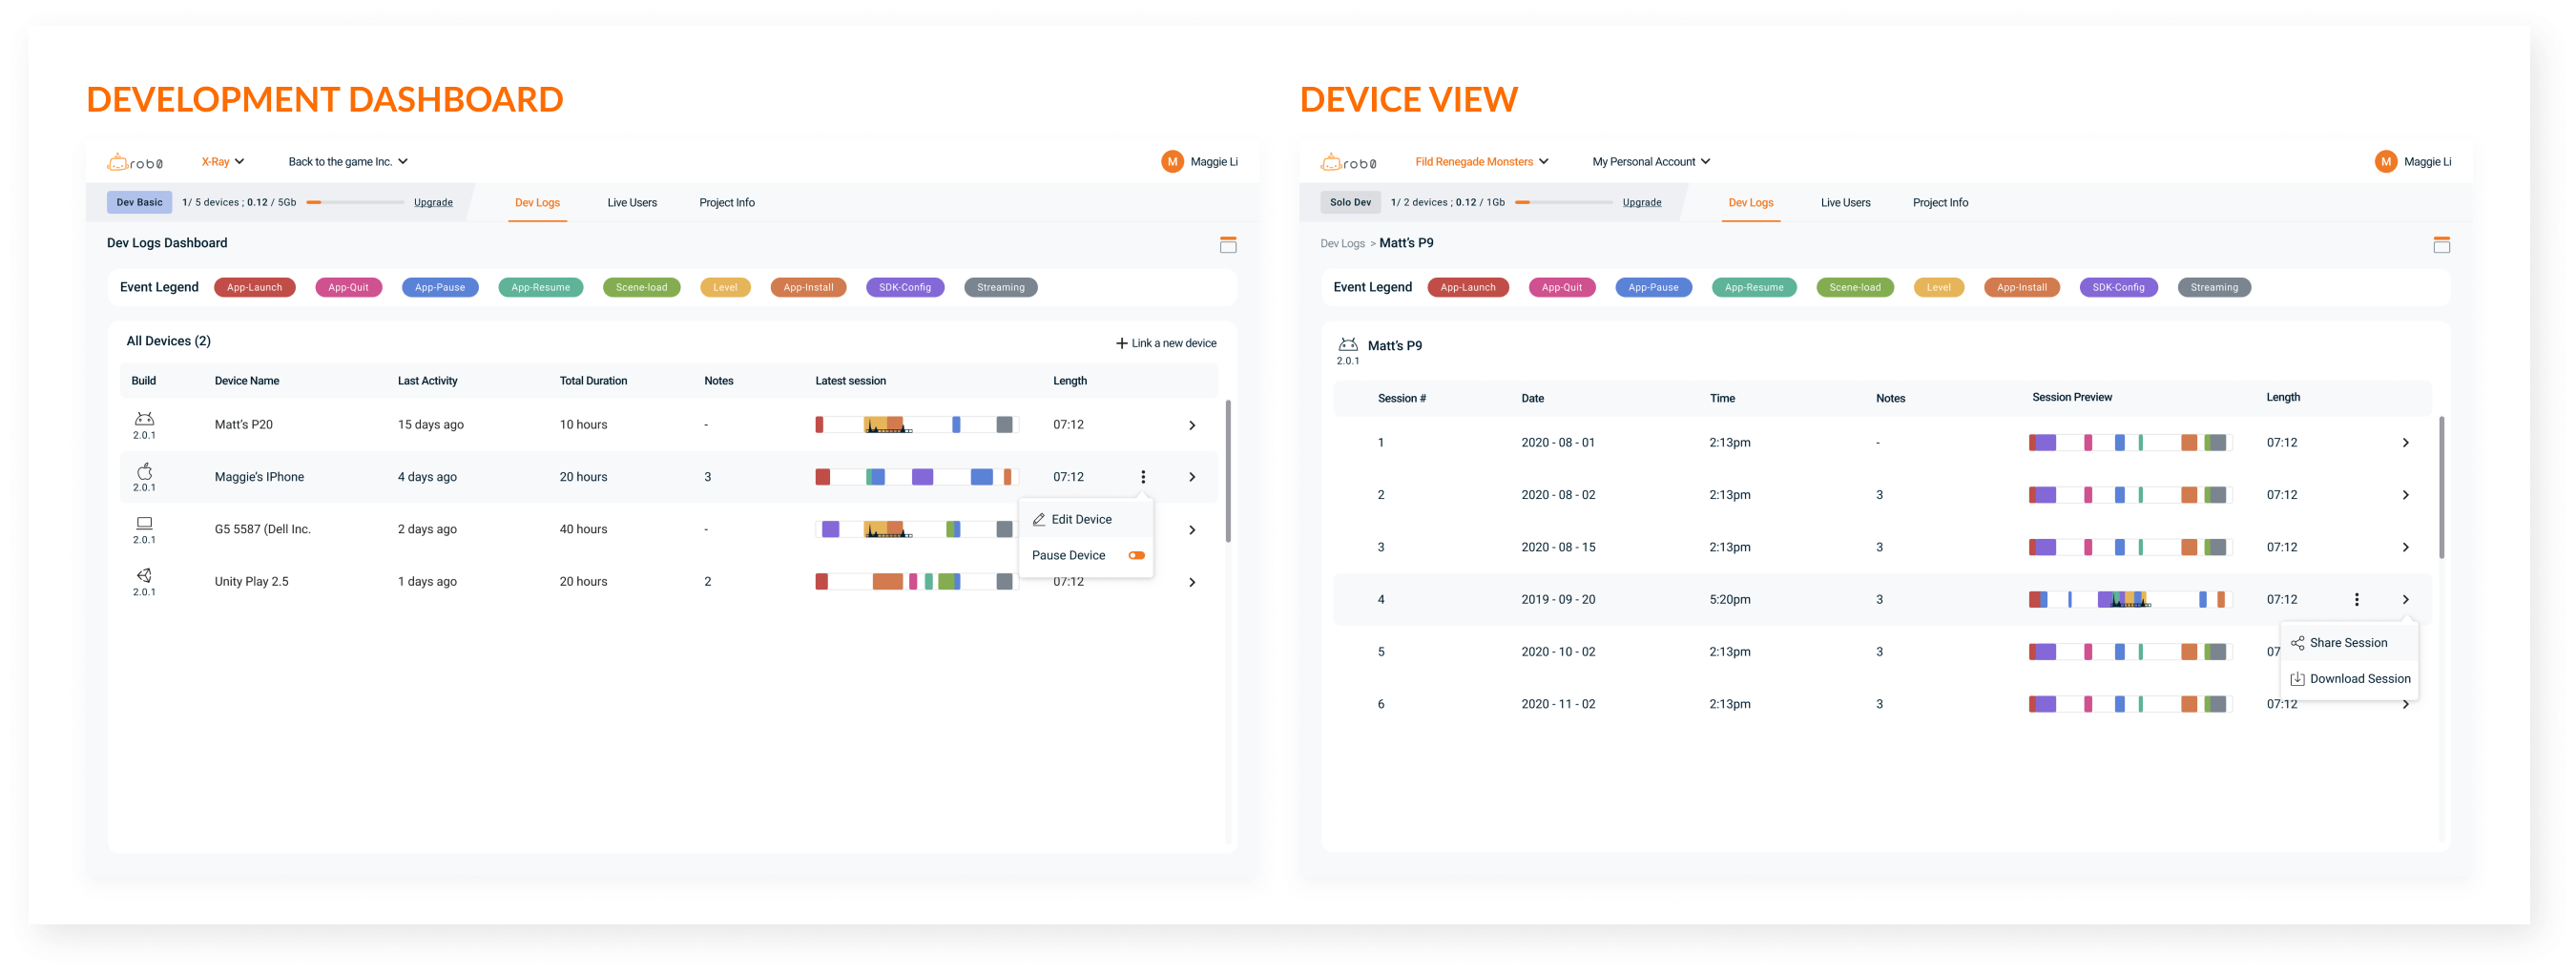 DEVELOPMENT DASHBOARD
rob0 X-Ray Back to the game Inc. M Maggie Li
Dev Basic 1/ 5 devices ; 0.12 / 5Gb Upgrade Dev Logs Live Users Project Info
Dev Logs Dashboard
Event Legend App-Launch App-Quit App-Pause App-Resume Scene-load Level App-Install SDK-Config Streaming
All Devices (2) Link a new device
Build Device Name Last Activity Total Duration Notes Latest session Length
2.0.1 Matt's P20 15 days ago 10 hours - 07:12
2.0.1 Maggie's IPhone 4 days ago 20 hours 3 07:12
Edit Device
2.0.1 G5 5587 (Dell Inc. 2 days ago 40 hours -
Pause Device
2.0.1 Unity Play 2.5 1 days ago 20 hours 2 07:12
DEVICE VIEW
rob0 Fild Renegade Monsters My Personal Account M Maggie Li
Solo Dev 1/ 2 devices ; 0.12 / 1Gb Upgrade Dev Logs Live Users Project Info
Dev Logs > Matt's P9
Event Legend App-Launch App-Quit App-Pause App-Resume Scene-load Level App-Install SDK-Config Streaming
Matt's P9
2.0.1
Session # Date Time Notes Session Preview Length
1 2020 - 08 - 01 2:13pm - 07:12
2 2020 - 08 - 02 2:13pm 3 07:12
3 2020 - 08 - 15 2:13pm 3 07:12
4 2019 - 09 - 20 5:20pm 3 07:12
Share Session
5 2020 - 10 - 02 2:13pm 3 07
Download Session
6 2020 - 11 - 02 2:13pm 3 07:12